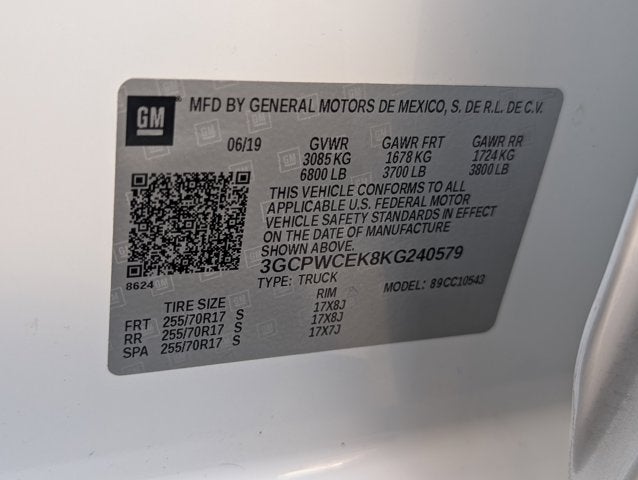 GM MFD BY GENERAL MOTORS DE MEXICO, S. DE R.L. DE C.V.
06/19 GVWR GAWR FRT GAWR RR
3085 KG 1678 KG 1724 KG
6800 LB 3700 LB 3800 LB
THIS VEHICLE CONFORMS TO ALL
APPLICABLE U.S. FEDERAL MOTOR
VEHICLE SAFETY STANDARDS IN EFFECT
ON THE DATE OF MANUFACTURE
SHOWN ABOVE.
3GCPWCEK8KG240579
8624 TYPE: TRUCK MODEL: 89CC10543
TIRE SIZE RIM
FRT 255/70R17 S 17X8J
RR 255/70R17 S 17X8J
SPA 255/70R17 S 17X7J